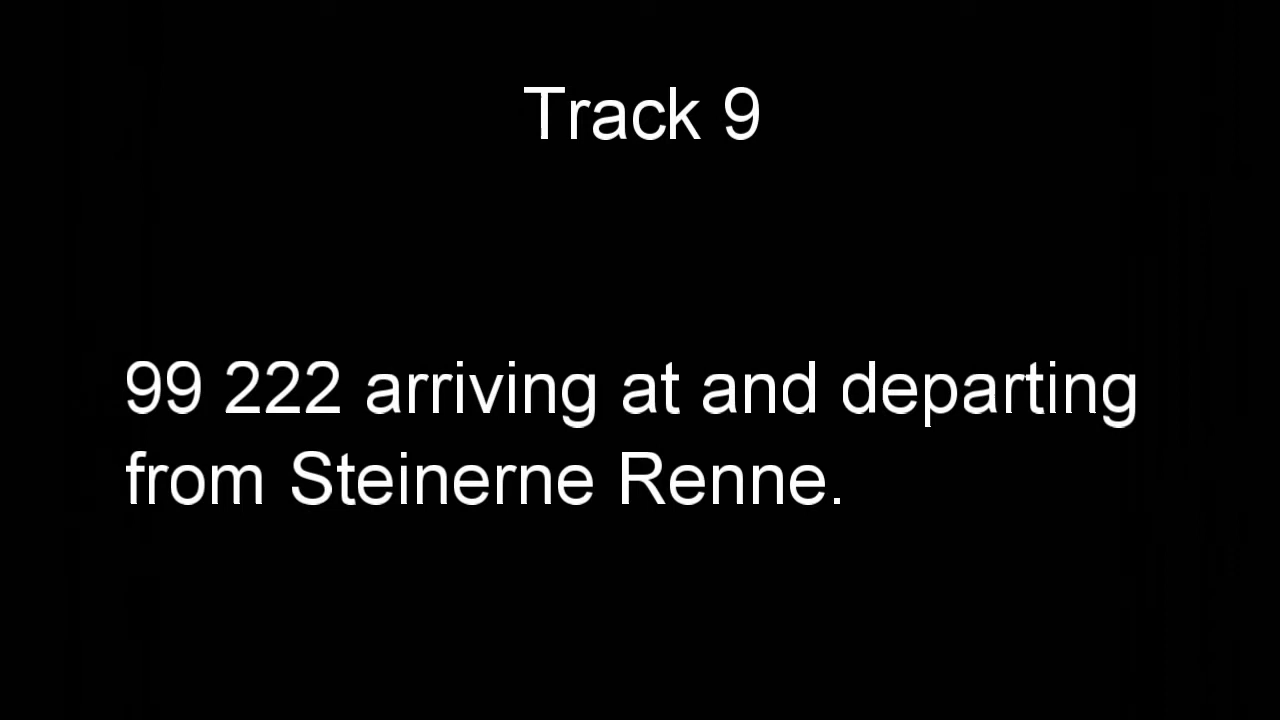 Track 9
99 222 arriving at and departing
from Steinerne Renne.